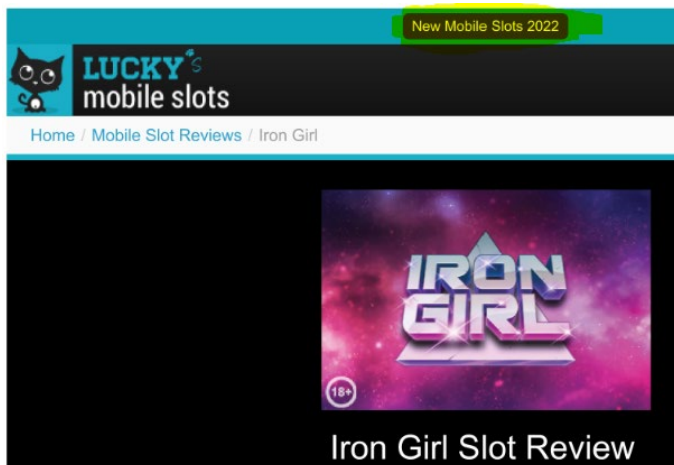 New Mobile Slots 2022
LUCKY's
mobile slots
Home / Mobile Slot Reviews / Iron Girl
IRON
GIRL
18+
Iron Girl Slot Review